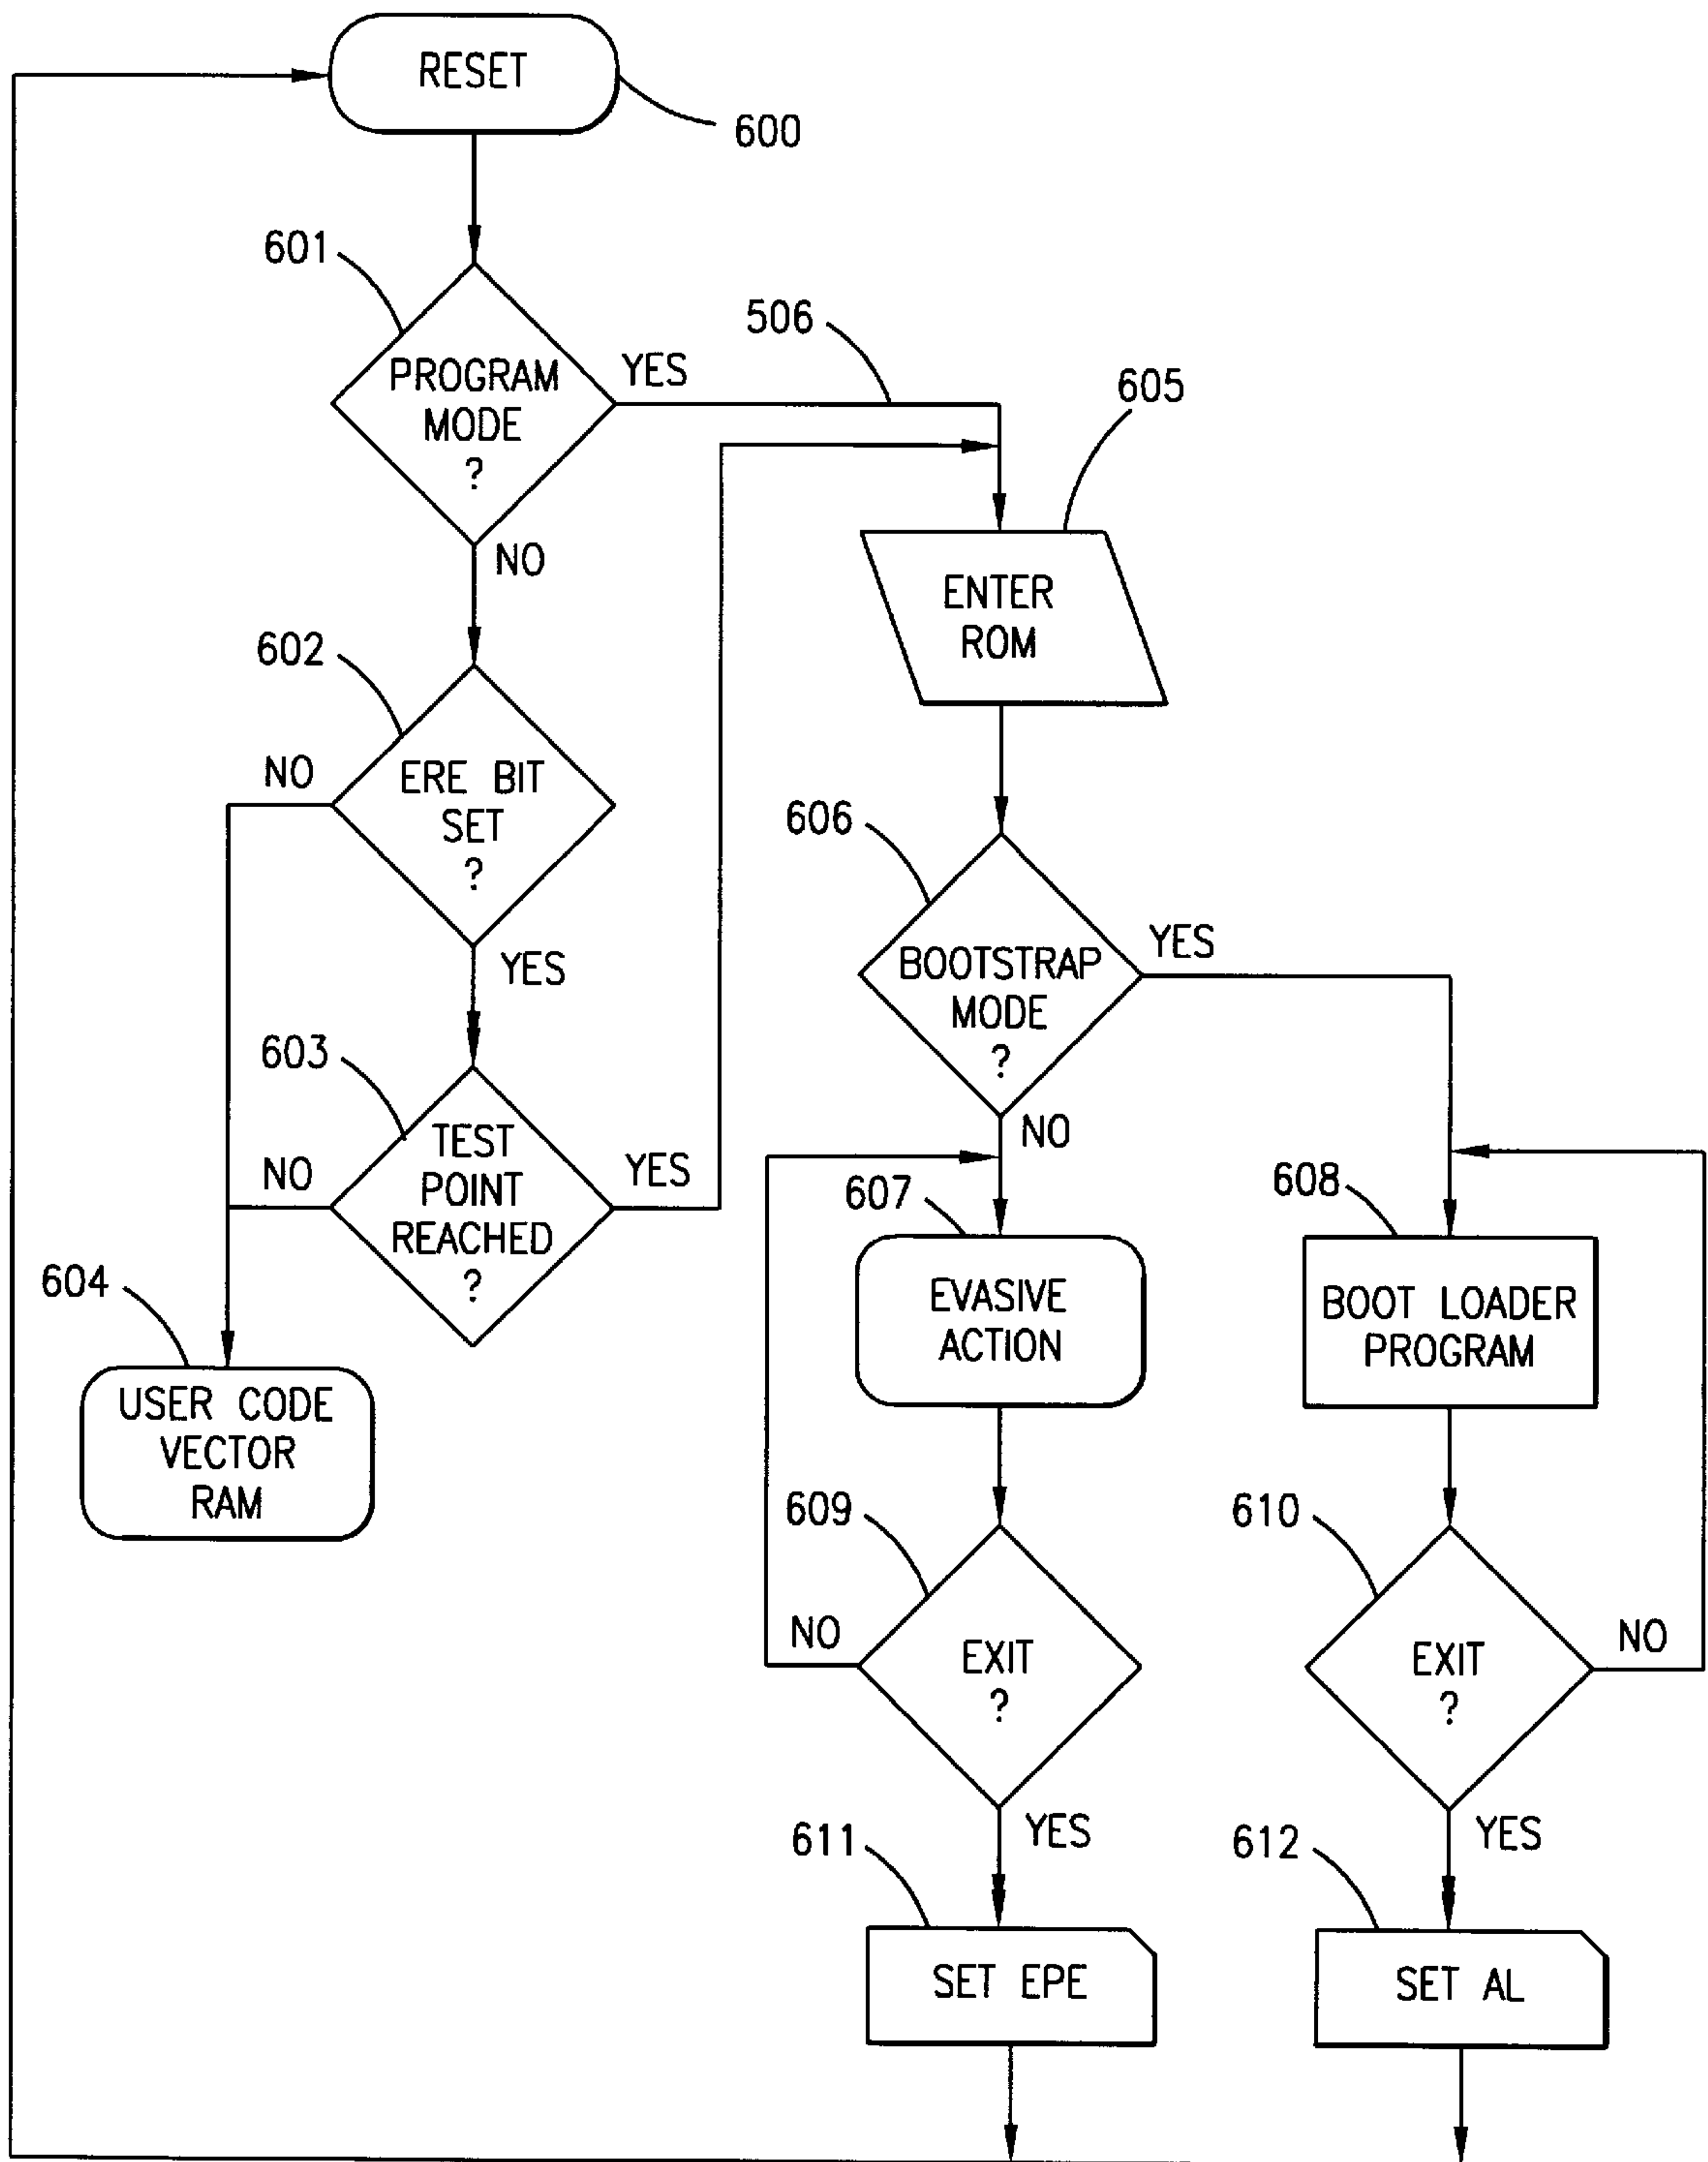 RESET
600
601
PROGRAM
MODE
?
YES
NO
506
605
ENTER
ROM
602
ERE BIT
SET
?
NO
YES
603
TEST
POINT
REACHED
?
NO
YES
604
USER CODE
VECTOR
RAM
606
BOOTSTRAP
MODE
?
YES
NO
607
EVASIVE
ACTION
608
BOOT LOADER
PROGRAM
609
EXIT
?
NO
YES
610
EXIT
?
NO
YES
611
SET EPE
612
SET AL